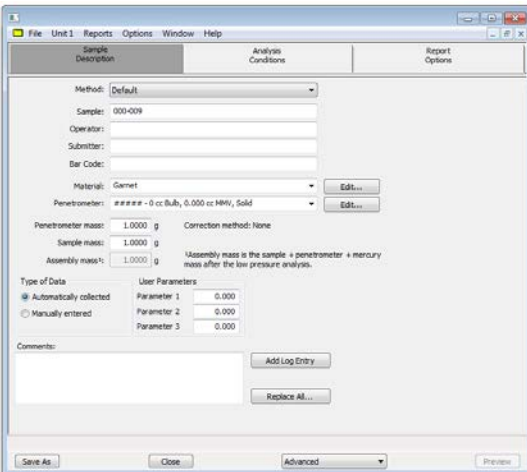 File Unit 1 Reports Options Window Help
Sample Description
Analysis Conditions
Report Options
Method: Default
Sample: 000-009
Operator:
Submitter:
Bar Code:
Material: Garnet Edit...
Penetrometer: ##### - 0 cc Bulb, 0.000 cc MMV, Solid Edit...
Penetrometer mass: 1.0000 g Correction method: None
Sample mass: 1.0000 g
Assembly mass¹: 1.0000 g
¹Assembly mass is the sample + penetrometer + mercury
mass after the low pressure analysis.
Type of Data
Automatically collected
Manually entered
User Parameters
Parameter 1 0.000
Parameter 2 0.000
Parameter 3 0.000
Comments:
Add Log Entry
Replace All...
Save As Close Advanced Preview